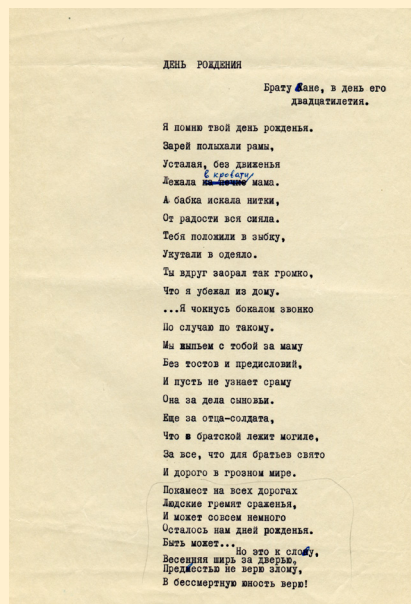 ДЕНЬ РОЖДЕНИЯ
Брату Ване, в день его
двадцатилетия.
Я помню твой день рожденья.
Зарей полыхали рамы,
Усталая, без движенья
в кровати
Лежала на печке мама.
А бабка искала нитки,
От радости вся сияла.
Тебя положили в зыбку,
Укутали в одеяло.
Ты вдруг заорал так громко,
Что я убежал из дому.
...Я чокнусь бокалом звонко
По случаю по такому.
Мы выпьем с тобой за маму
Без тостов и предисловий,
И пусть не узнает сраму
Она за дела сыновьи.
Еще за отца-солдата,
Что в братской лежит могиле,
За все, что для братьев свято
И дорого в грозном мире.
Покамест на всех дорогах
Людские гремят сраженья,
И может совсем немного
Осталось нам дней рожденья.
Быть может...
Но это к слову,
Весенняя ширь за дверью.
Предвестью не верю злому,
В бессмертную юность верю!